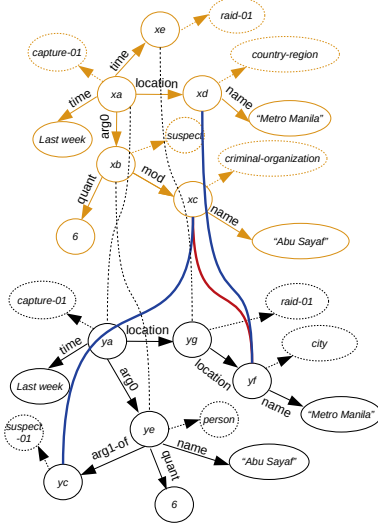 raid-01
xe
capture-01
time
country-region
xa
location
xd
time
name
"Metro Manila"
arg0
Last week
suspect
criminal-organization
xb
mod
quant
xc
name
6
"Abu Sayaf"
capture-01
raid-01
ya
location
yg
city
time
location
yf
Last week
arg0
name
"Metro Manila"
suspect
-01
person
ye
name
arg1-of
"Abu Sayaf"
yc
quant
6